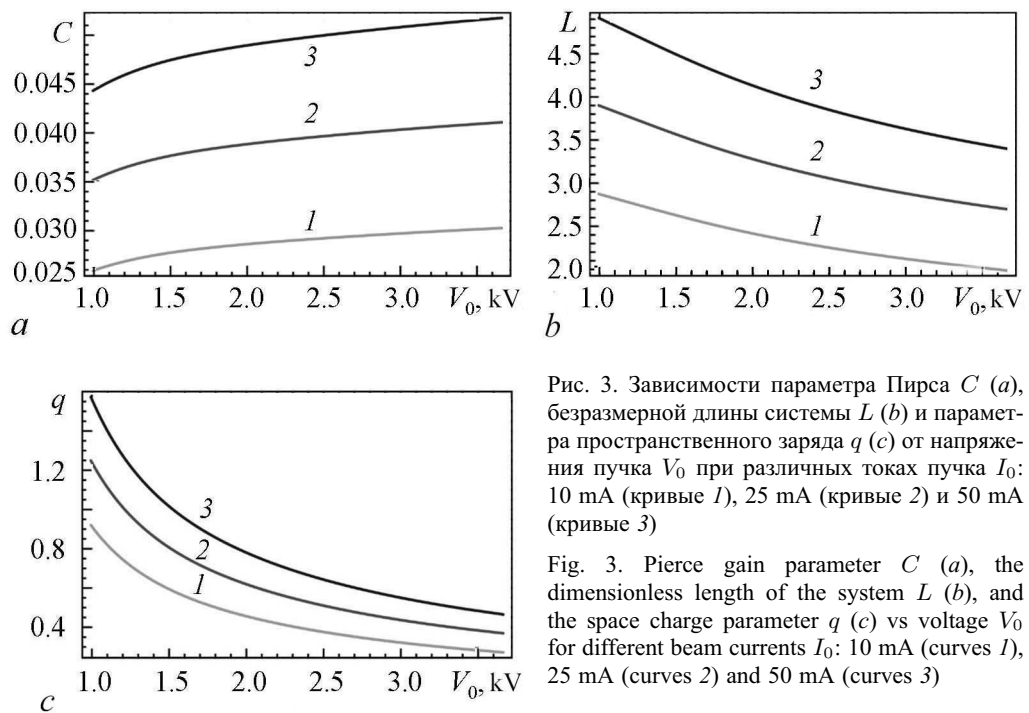 C
3
0.045
2
0.040
0.035
1
0.030
0.025
1.0 1.5 2.0 2.5 3.0 V₀, kV
a
L
4.5
3
4.0
3.5
2
3.0
2.5
1
2.0
1.0 1.5 2.0 2.5 3.0 V₀, kV
b
q
1.2
3
0.8
2
1
0.4
1.0 1.5 2.0 2.5 3.0 V₀, kV
c
Рис. 3. Зависимости параметра Пирса C (a),
безразмерной длины системы L (b) и парамет-
ра пространственного заряда q (c) от напряже-
ния пучка V₀ при различных токах пучка I₀:
10 mA (кривые 1), 25 mA (кривые 2) и 50 mA
(кривые 3)
Fig. 3. Pierce gain parameter C (a), the
dimensionless length of the system L (b), and
the space charge parameter q (c) vs voltage V₀
for different beam currents I₀: 10 mA (curves 1),
25 mA (curves 2) and 50 mA (curves 3)